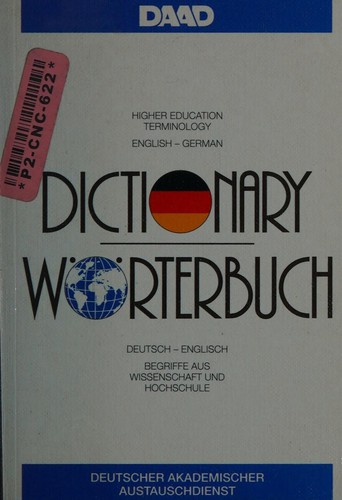 DAAD
*P2-CNC-622*
HIGHER EDUCATION
TERMINOLOGY
ENGLISH – GERMAN
DICTIONARY
WÖRTERBUCH
DEUTSCH – ENGLISCH
BEGRIFFE AUS
WISSENSCHAFT UND
HOCHSCHULE
DEUTSCHER AKADEMISCHER
AUSTAUSCHDIENST